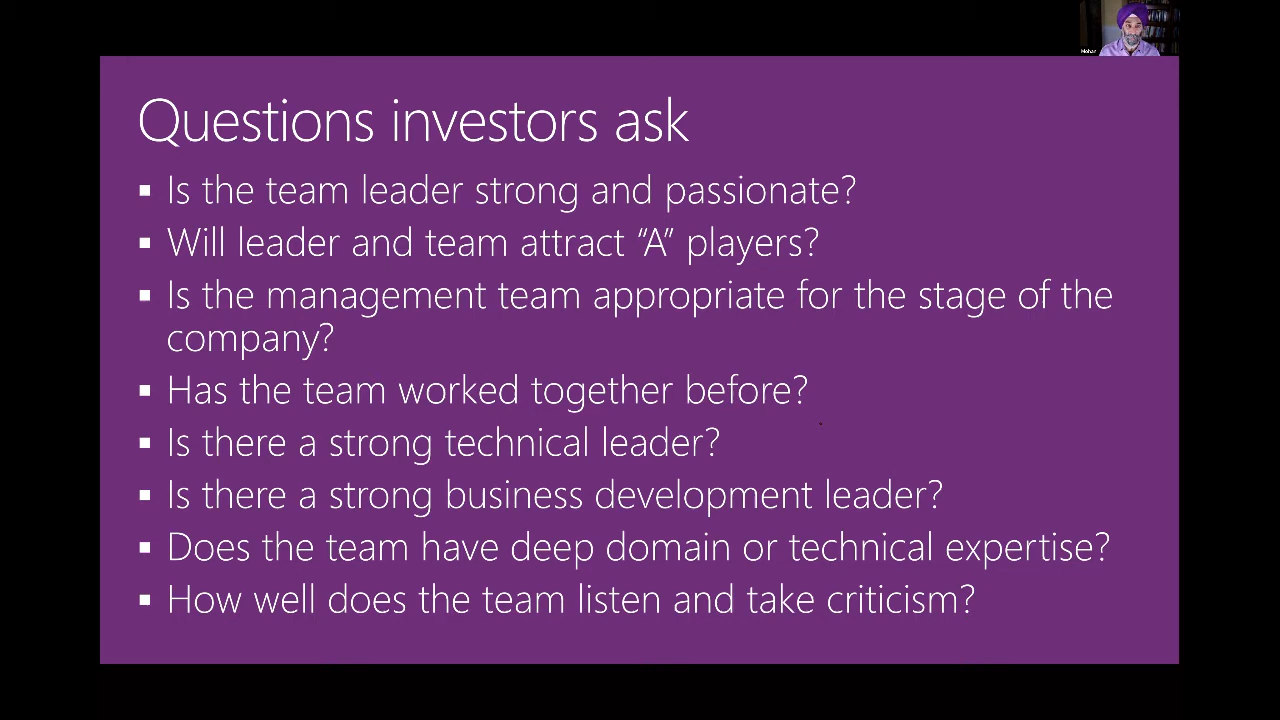 Mohan
Questions investors ask
▪ Is the team leader strong and passionate?
▪ Will leader and team attract “A” players?
▪ Is the management team appropriate for the stage of the
company?
▪ Has the team worked together before?
▪ Is there a strong technical leader?
▪ Is there a strong business development leader?
▪ Does the team have deep domain or technical expertise?
▪ How well does the team listen and take criticism?